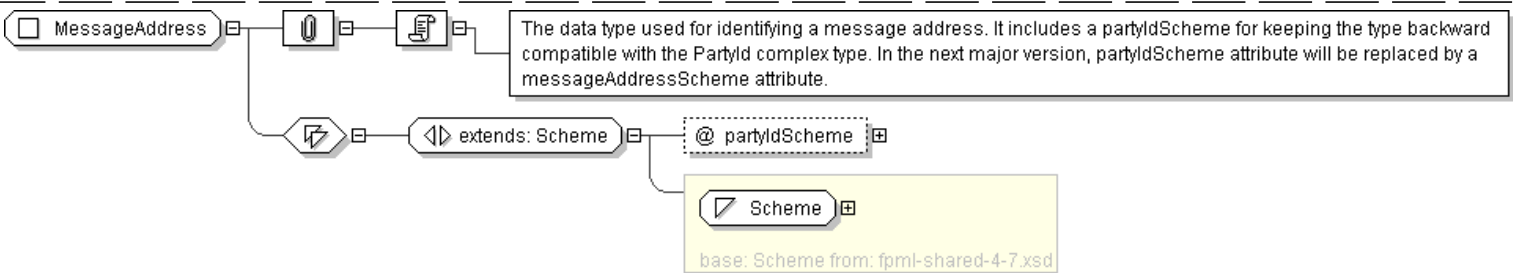 MessageAddress
The data type used for identifying a message address. It includes a partyIdScheme for keeping the type backward
compatible with the PartyId complex type. In the next major version, partyIdScheme attribute will be replaced by a
messageAddressScheme attribute.
extends: Scheme
@ partyIdScheme
Scheme
base: Scheme from: fpml-shared-4-7.xsd